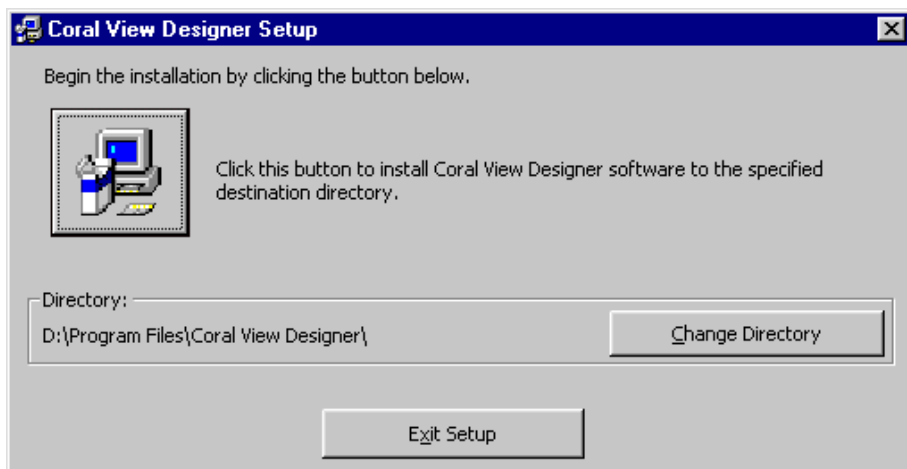 Coral View Designer Setup
Begin the installation by clicking the button below.
Click this button to install Coral View Designer software to the specified
destination directory.
Directory:
D:\Program Files\Coral View Designer\
Change Directory
Exit Setup